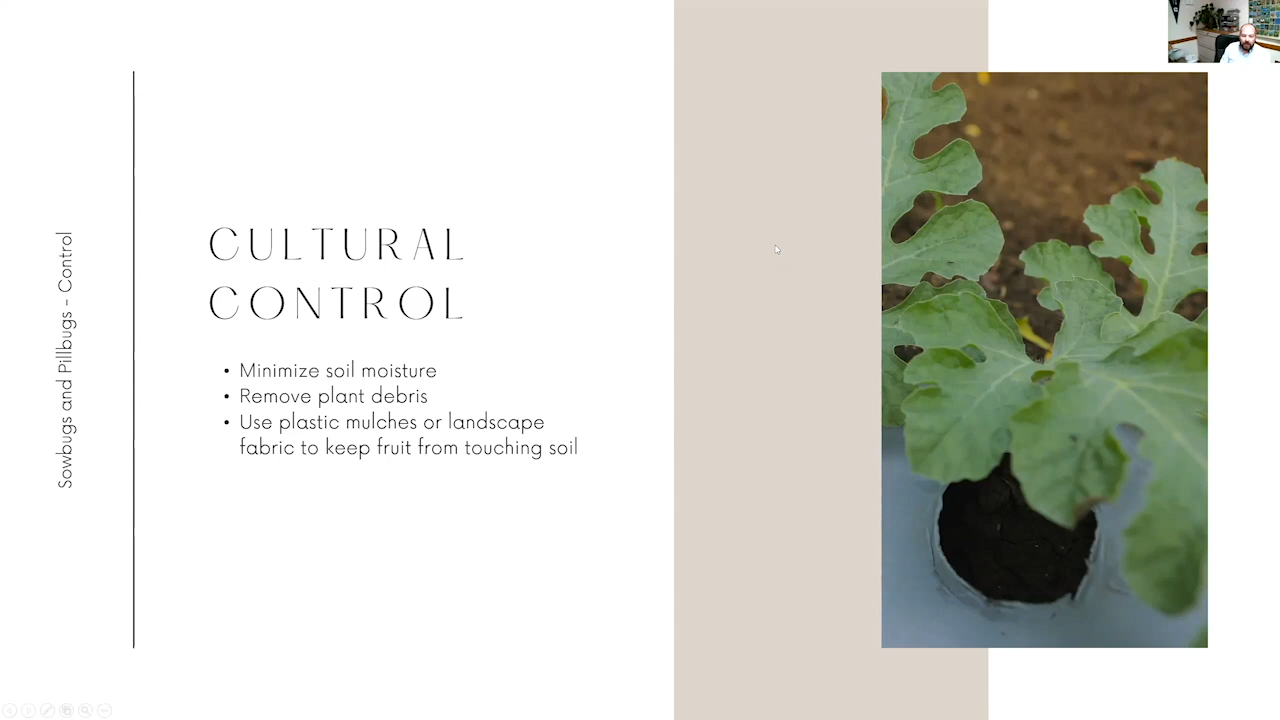 Sowbugs and Pillbugs - Control
CULTURAL
CONTROL
• Minimize soil moisture
• Remove plant debris
• Use plastic mulches or landscape
fabric to keep fruit from touching soil